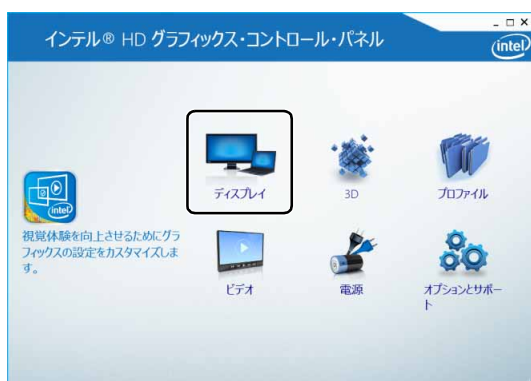 インテル® HD グラフィックス・コントロール・パネル
intel
ディスプレイ
3D
プロファイル
intel
視覚体験を向上させるためにグラ
フィックスの設定をカスタマイズしま
す。
ビデオ
電源
オプションとサポー
ト